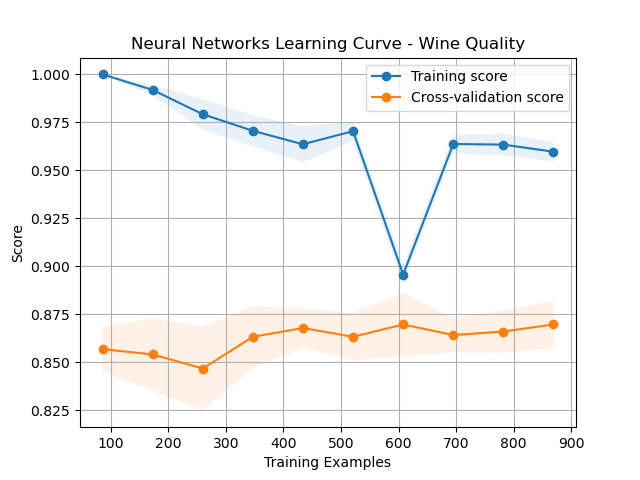 Neural Networks Learning Curve - Wine Quality
Training score
Cross-validation score
1.000
0.975
0.950
0.925
0.900
0.875
0.850
0.825
Score
100 200 300 400 500 600 700 800 900
Training Examples